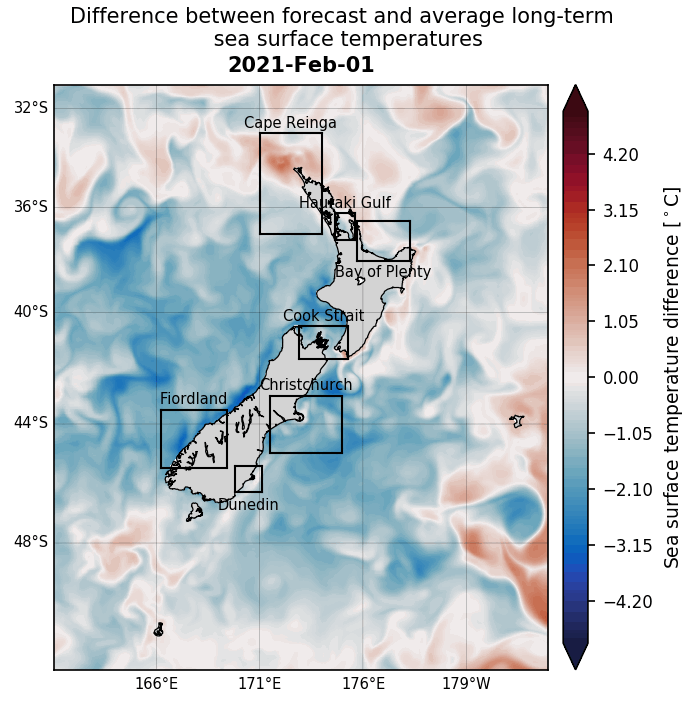 Difference between forecast and average long-term
sea surface temperatures
2021-Feb-01
32°S
36°S
40°S
44°S
48°S
Cape Reinga
Hauraki Gulf
Bay of Plenty
Cook Strait
Christchurch
Fiordland
Dunedin
166°E
171°E
176°E
179°W
4.20
3.15
2.10
1.05
0.00
−1.05
−2.10
−3.15
−4.20
Sea surface temperature difference [°C]